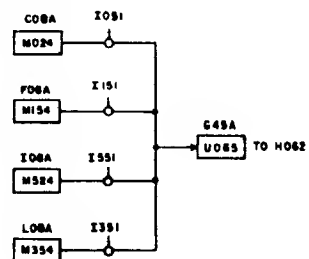 C08A I051
M024
F08A I151
M154
G45A
U065 TO H062
I08A I551
M524
L08A I351
M354